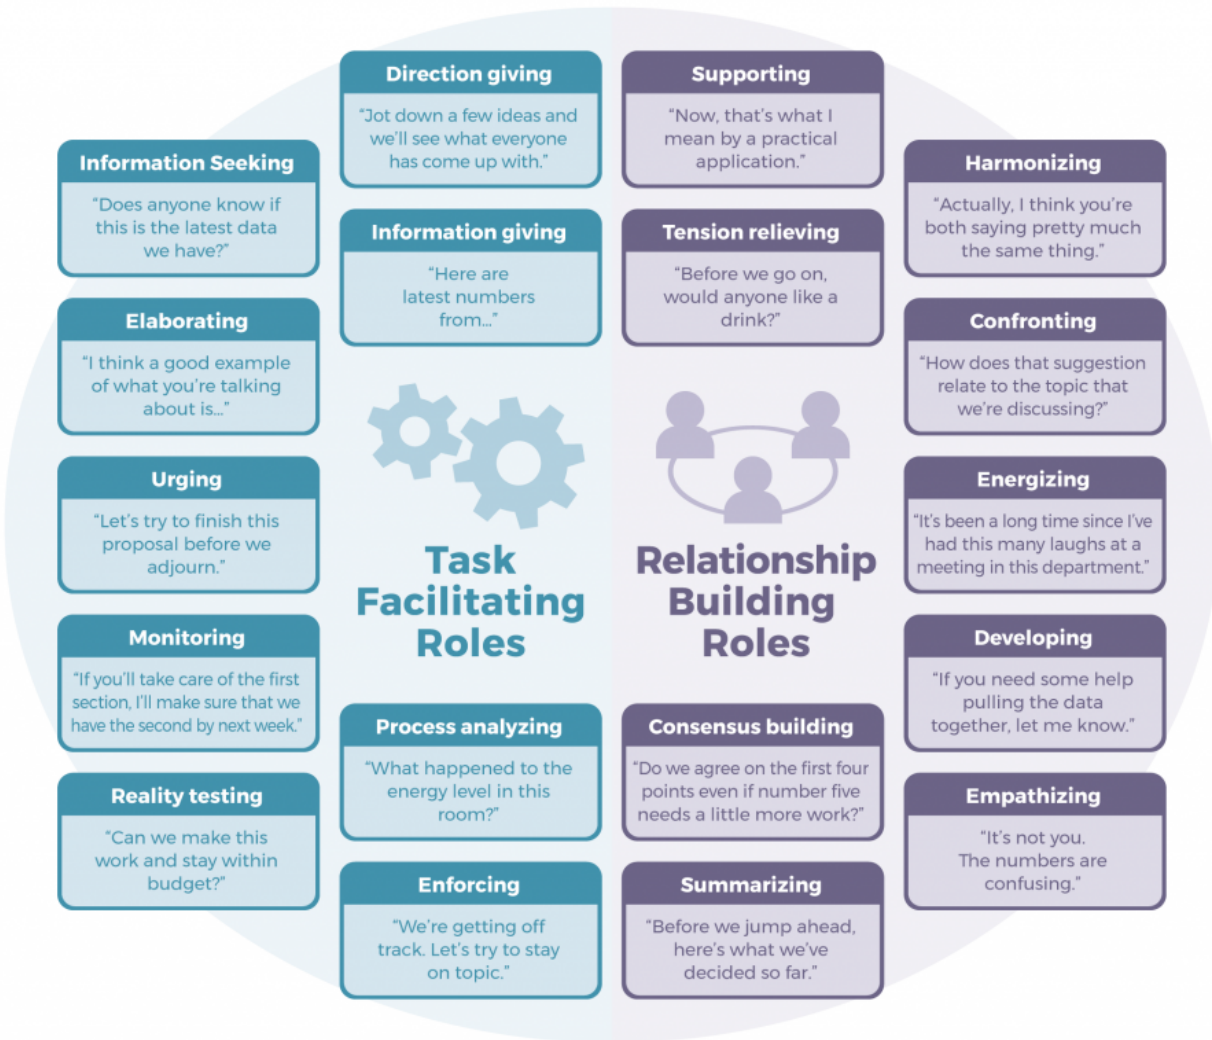 Direction giving
“Jot down a few ideas and
we’ll see what everyone
has come up with.”
Information giving
“Here are
latest numbers
from...”
Information Seeking
“Does anyone know if
this is the latest data
we have?”
Elaborating
“I think a good example
of what you’re talking
about is...”
Urging
“Let’s try to finish this
proposal before we
adjourn.”
Monitoring
“If you’ll take care of the first
section, I’ll make sure that we
have the second by next week.”
Reality testing
“Can we make this
work and stay within
budget?”
Task
Facilitating
Roles
Process analyzing
“What happened to the
energy level in this
room?”
Enforcing
“We’re getting off
track. Let’s try to stay
on topic.”
Supporting
“Now, that’s what I
mean by a practical
application.”
Tension relieving
“Before we go on,
would anyone like a
drink?”
Relationship
Building
Roles
Consensus building
“Do we agree on the first four
points even if number five
needs a little more work?”
Summarizing
“Before we jump ahead,
here’s what we’ve
decided so far.”
Harmonizing
“Actually, I think you’re
both saying pretty much
the same thing.”
Confronting
“How does that suggestion
relate to the topic that
we’re discussing?”
Energizing
“It’s been a long time since I’ve
had this many laughs at a
meeting in this department.”
Developing
“If you need some help
pulling the data
together, let me know.”
Empathizing
“It’s not you.
The numbers are
confusing.”